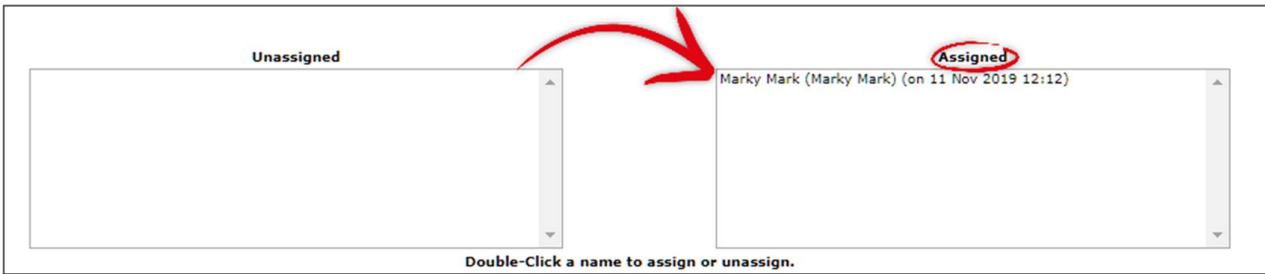 Unassigned
Assigned
Marky Mark (Marky Mark) (on 11 Nov 2019 12:12)
Double-Click a name to assign or unassign.